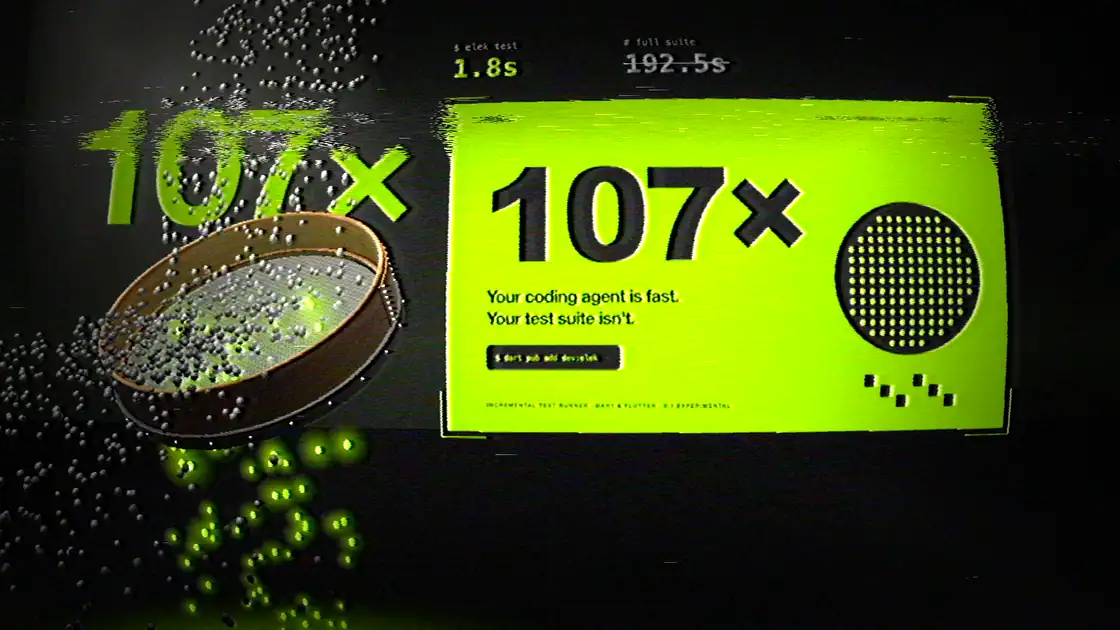 $ elek test
# full suite
1.8s
192.5s
107×
107×
Your coding agent is fast.
Your test suite isn't.
$ dart pub add dev:elek
INCREMENTAL TEST RUNNER · DART & FLUTTER · 0.1 EXPERIMENTAL